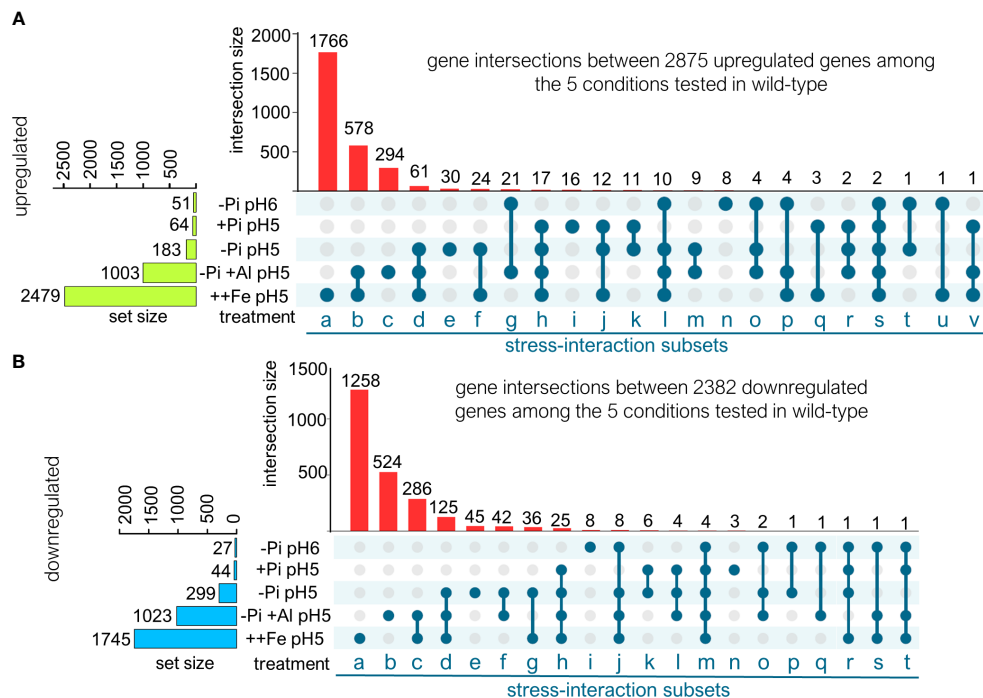 A
upregulated
2500 2000 1500 1000 500
set size
intersection size
2000
1500
1000
500
gene intersections between 2875 upregulated genes among
the 5 conditions tested in wild-type
1766 578 294 61 30 24 21 17 16 12 11 10 9 8 4 4 3 2 2 1 1 1
51 -Pi pH6
64 +Pi pH5
183 -Pi pH5
1003 -Pi +Al pH5
2479 ++Fe pH5
treatment a b c d e f g h i j k l m n o p q r s t u v
stress-interaction subsets
B
downregulated
2000 1500 1000 500 0
set size
intersection size
1500
1000
500
gene intersections between 2382 downregulated
genes among the 5 conditions tested in wild-type
1258 524 286 125 45 42 36 25 8 8 6 4 4 3 2 1 1 1 1 1
27 -Pi pH6
44 +Pi pH5
299 -Pi pH5
1023 -Pi +Al pH5
1745 ++Fe pH5
treatment a b c d e f g h i j k l m n o p q r s t
stress-interaction subsets